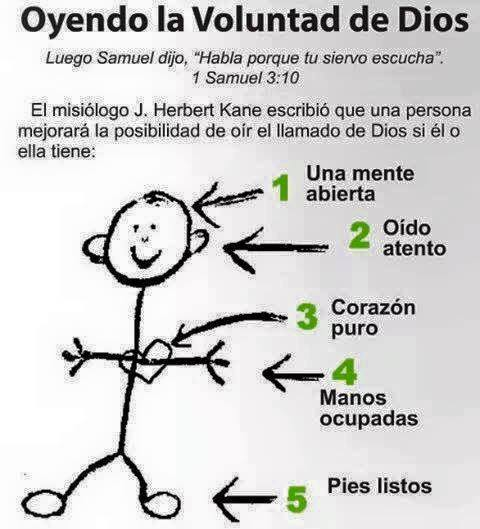 Oyendo la Voluntad de Dios
Luego Samuel dijo, “Habla porque tu siervo escucha”.
1 Samuel 3:10
El misiólogo J. Herbert Kane escribió que una persona
mejorará la posibilidad de oír el llamado de Dios si él o
ella tiene:
1 Una mente
abierta
2 Oído
atento
3 Corazón
puro
4
Manos
ocupadas
5 Pies listos